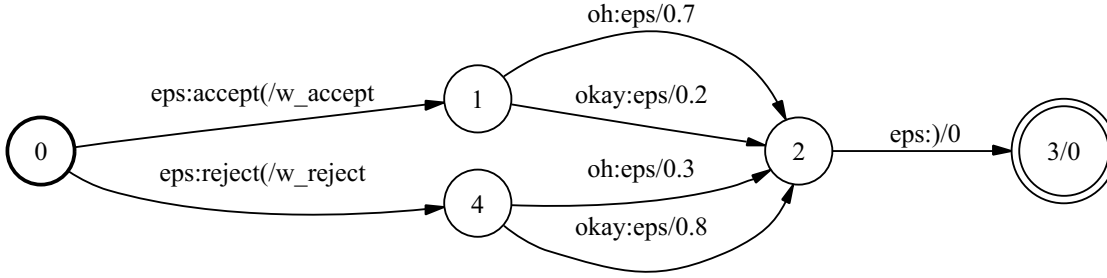 oh:eps/0.7
eps:accept(/w_accept
1
okay:eps/0.2
0
2
eps:)/0
3/0
eps:reject(/w_reject
4
oh:eps/0.3
okay:eps/0.8